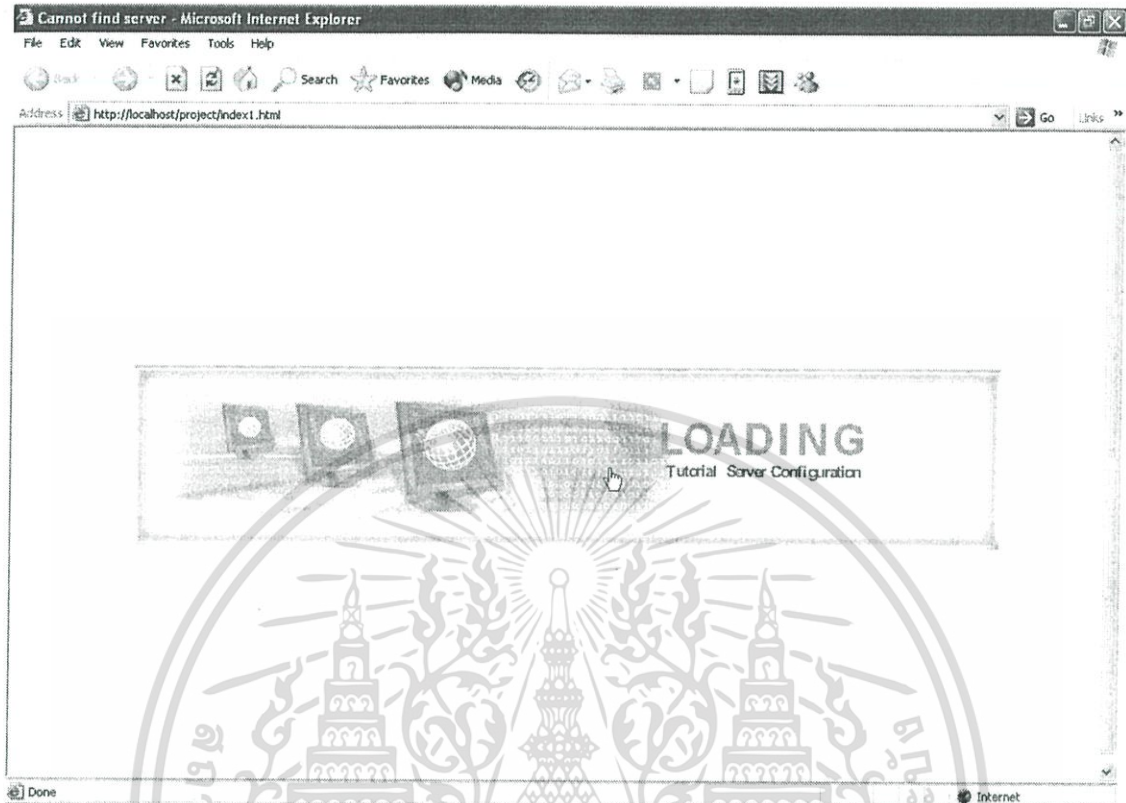 Cannot find server - Microsoft Internet Explorer
File Edit View Favorites Tools Help
Back Search Favorites Media
Address http://localhost/project/index1.html Go Links »
LOADING
Tutorial Server Configuration
Done Internet